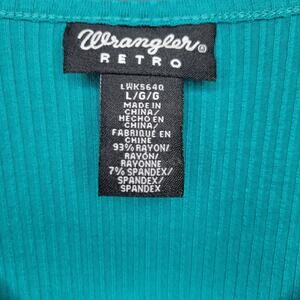 Wrangler®
RETRO
LWK564Q
L/G/G
MADE IN
CHINA/
HECHO EN
CHINA/
FABRIQUÉ EN
CHINE
93% RAYON/
RAYÓN/
RAYONNE
7% SPANDEX/
SPANDEX/
SPANDEX